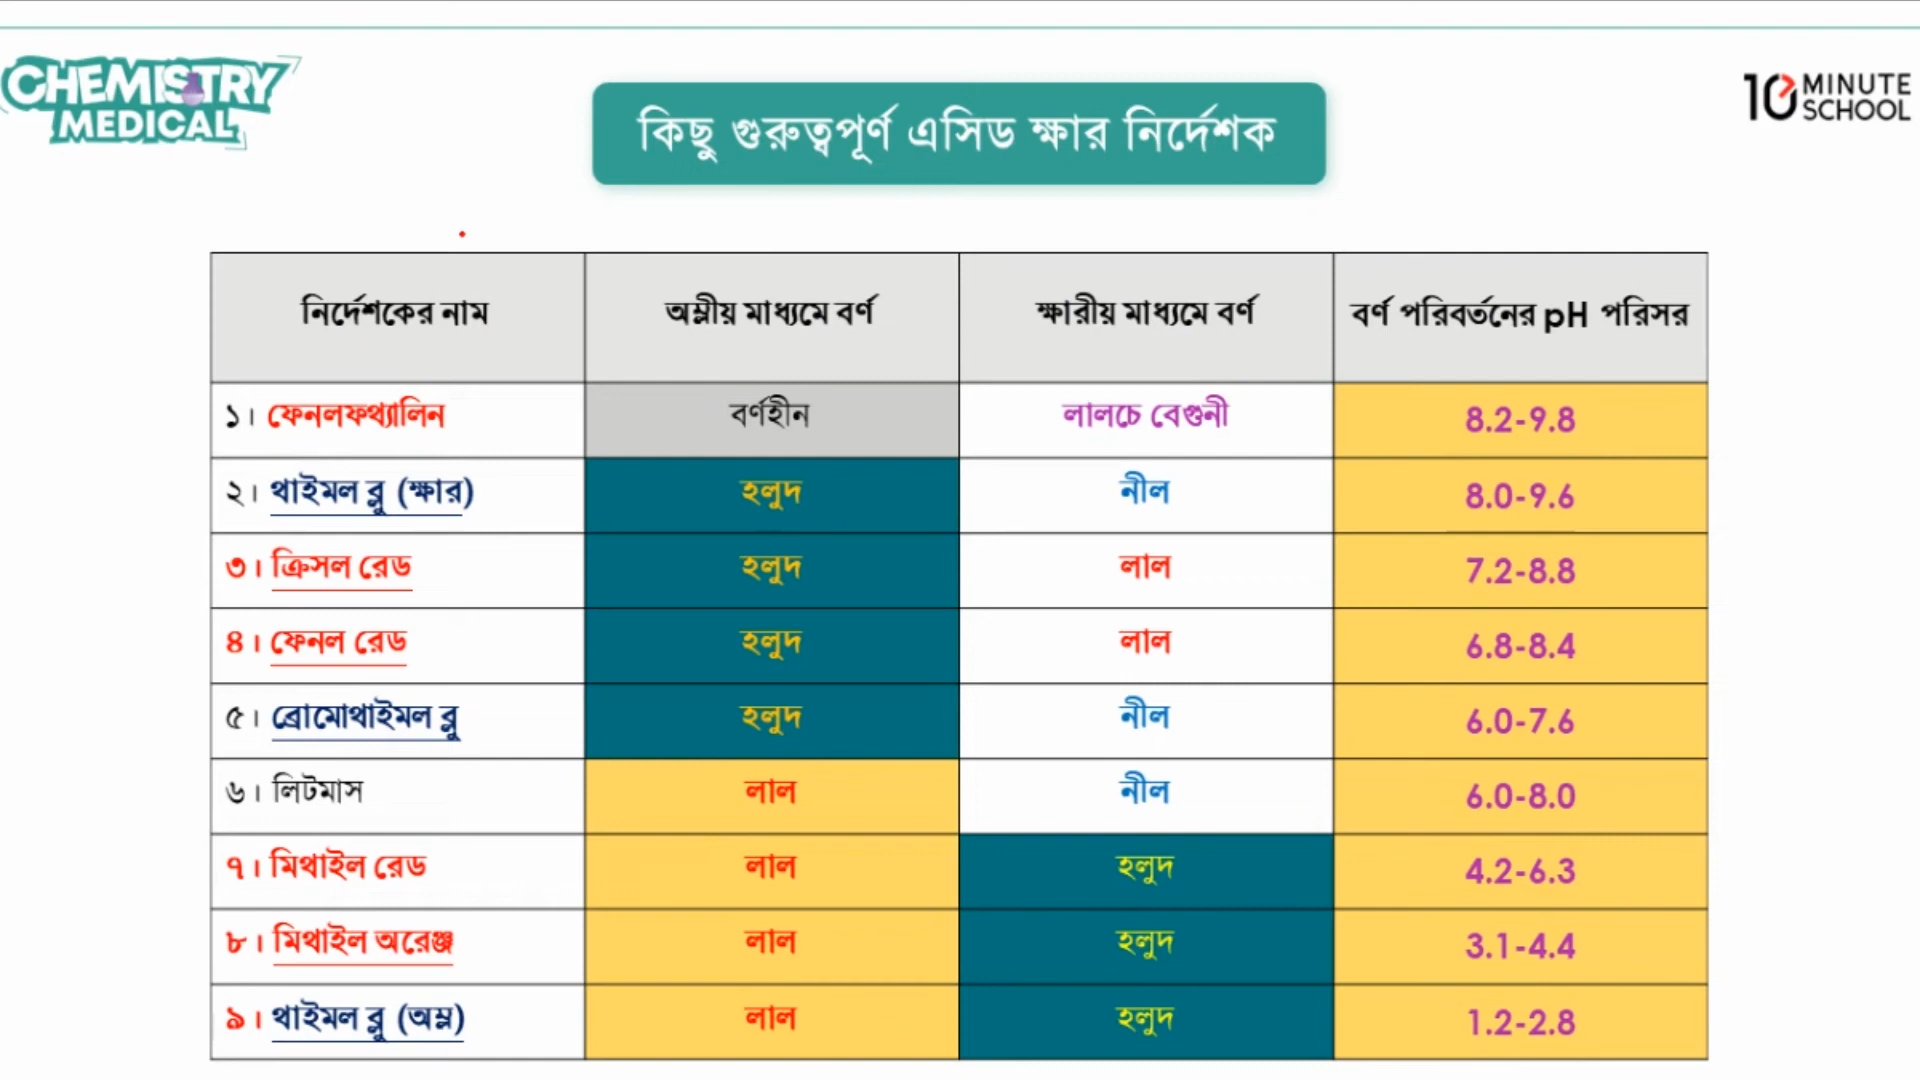 CHEMISTRY
MEDICAL
কিছু গুরুত্বপূর্ণ এসিড ক্ষার নির্দেশক
10 MINUTE
SCHOOL
নির্দেশকের নাম অম্লীয় মাধ্যমে বর্ণ ক্ষারীয় মাধ্যমে বর্ণ বর্ণ পরিবর্তনের pH পরিসর
১। ফেনলফথ্যালিন বর্ণহীন লালচে বেগুনী 8.2-9.8
২। থাইমল ব্লু (ক্ষার) হলুদ নীল 8.0-9.6
৩। ক্রিসল রেড হলুদ লাল 7.2-8.8
৪। ফেনল রেড হলুদ লাল 6.8-8.4
৫। ব্রোমোথাইমল ব্লু হলুদ নীল 6.0-7.6
৬। লিটমাস লাল নীল 6.0-8.0
৭। মিথাইল রেড লাল হলুদ 4.2-6.3
৮। মিথাইল অরেঞ্জ লাল হলুদ 3.1-4.4
৯। থাইমল ব্লু (অম্ল) লাল হলুদ 1.2-2.8